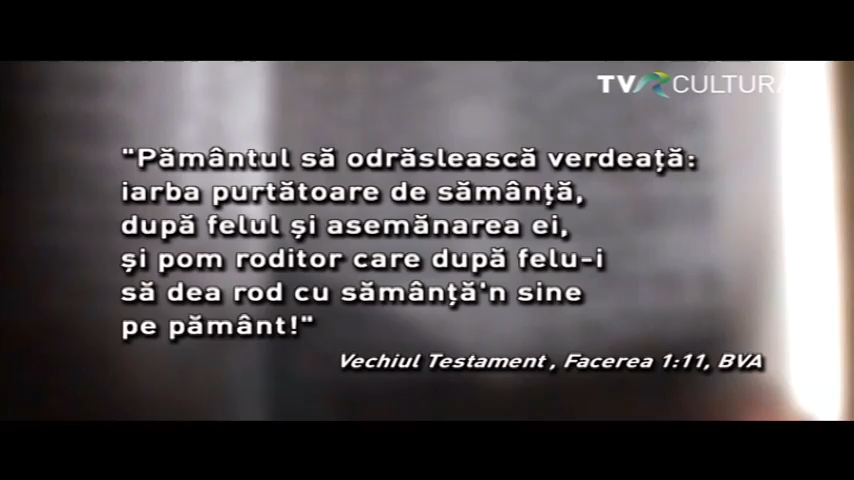 TVR CULTURAL
"Pământul să odrăslească verdeață:
iarba purtătoare de sămânță,
după felul și asemănarea ei,
și pom roditor care după felu-i
să dea rod cu sămânță'n sine
pe pământ!"
Vechiul Testament, Facerea 1:11, BVA